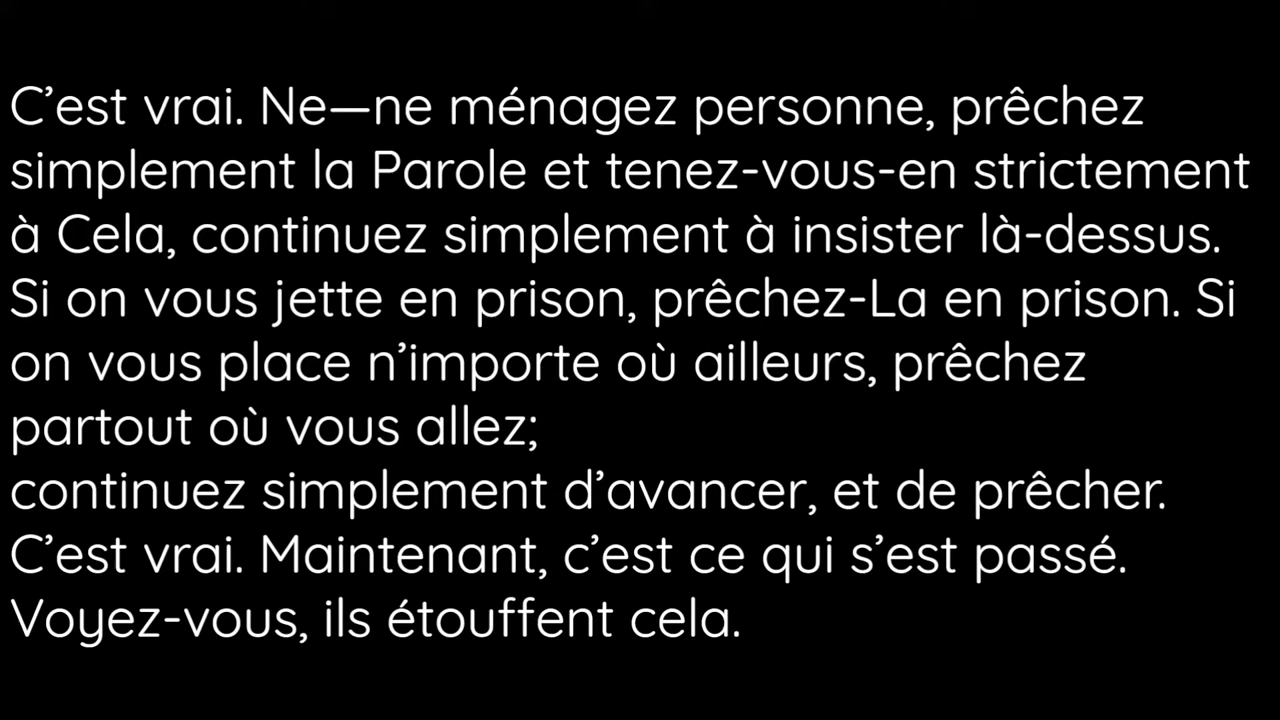 C’est vrai. Ne—ne ménagez personne, prêchez
simplement la Parole et tenez-vous-en strictement
à Cela, continuez simplement à insister là-dessus.
Si on vous jette en prison, prêchez-La en prison. Si
on vous place n’importe où ailleurs, prêchez
partout où vous allez;
continuez simplement d’avancer, et de prêcher.
C’est vrai. Maintenant, c’est ce qui s’est passé.
Voyez-vous, ils étouffent cela.